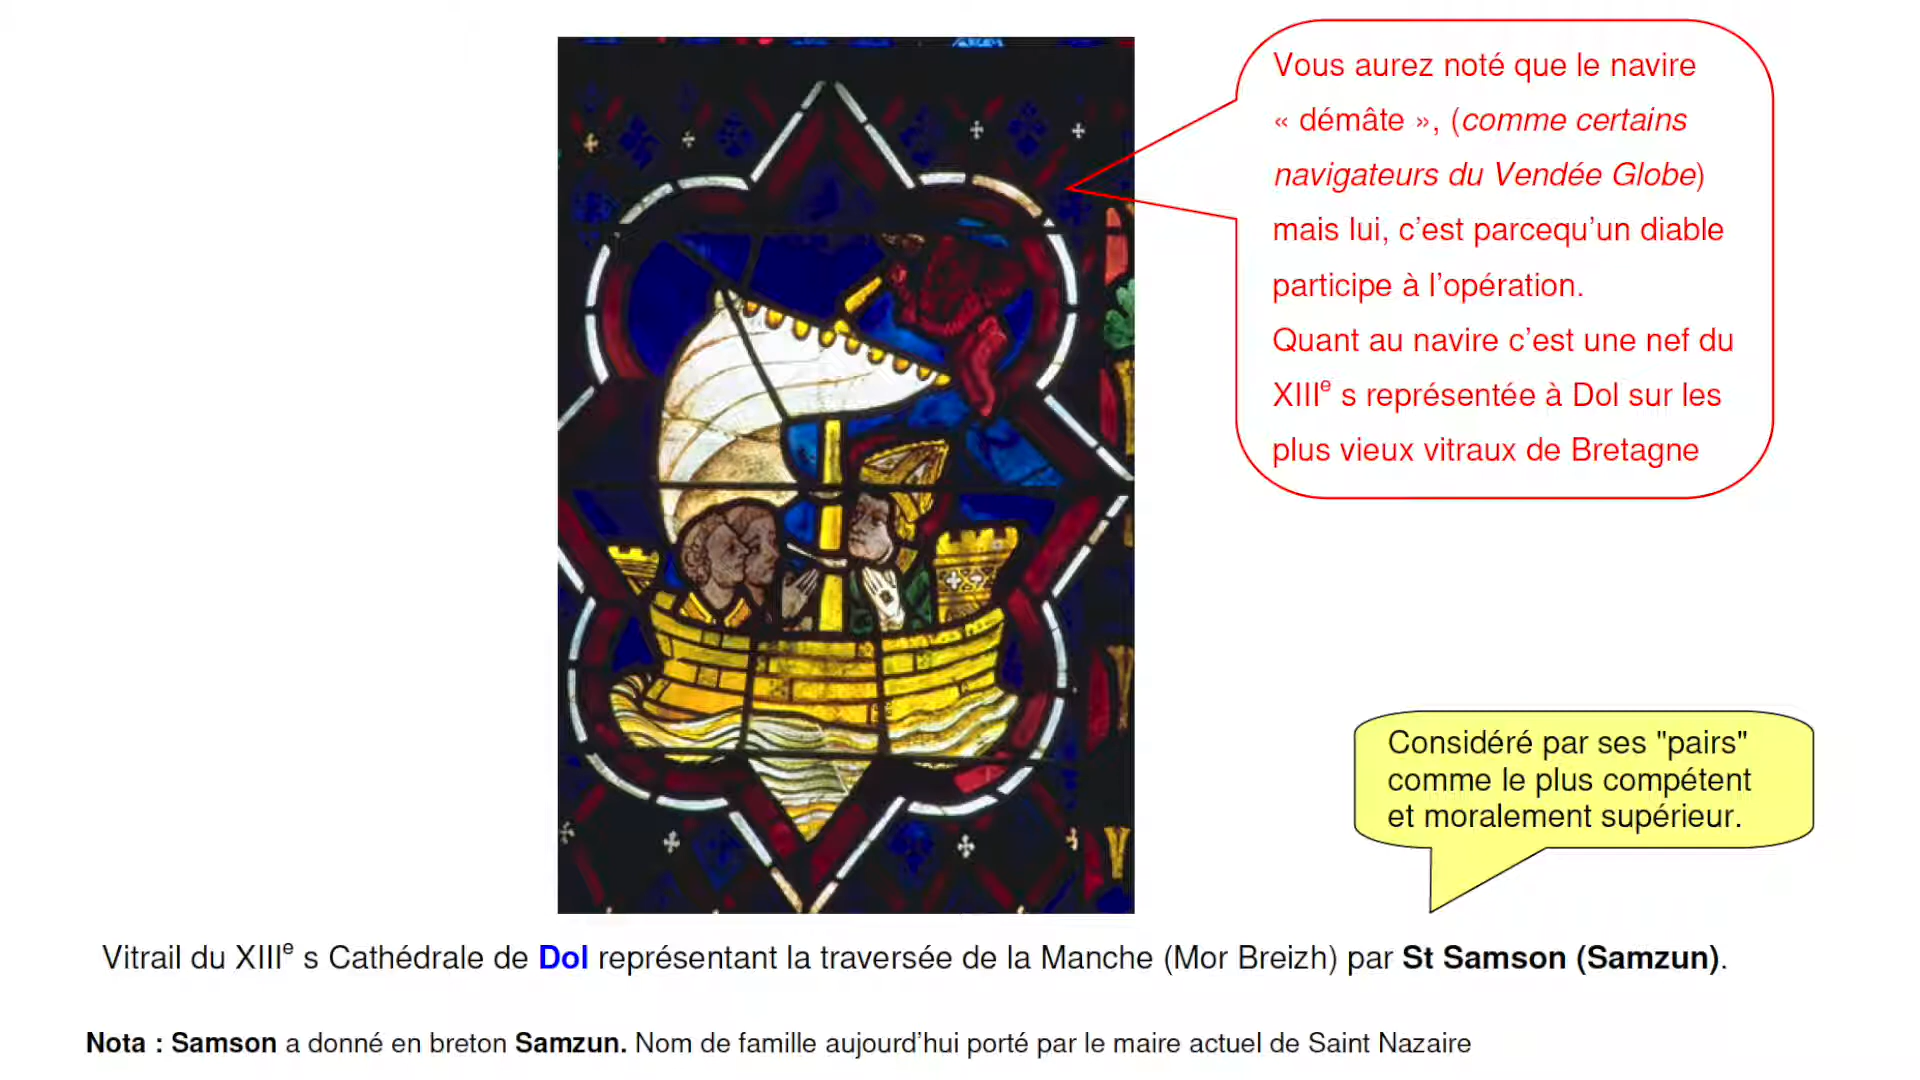 Vous aurez noté que le navire
« démâte », (comme certains
navigateurs du Vendée Globe)
mais lui, c’est parcequ’un diable
participe à l’opération.
Quant au navire c’est une nef du
XIIIe s représentée à Dol sur les
plus vieux vitraux de Bretagne
Considéré par ses "pairs"
comme le plus compétent
et moralement supérieur.
Vitrail du XIIIe s Cathédrale de Dol représentant la traversée de la Manche (Mor Breizh) par St Samson (Samzun).
Nota : Samson a donné en breton Samzun. Nom de famille aujourd’hui porté par le maire actuel de Saint Nazaire